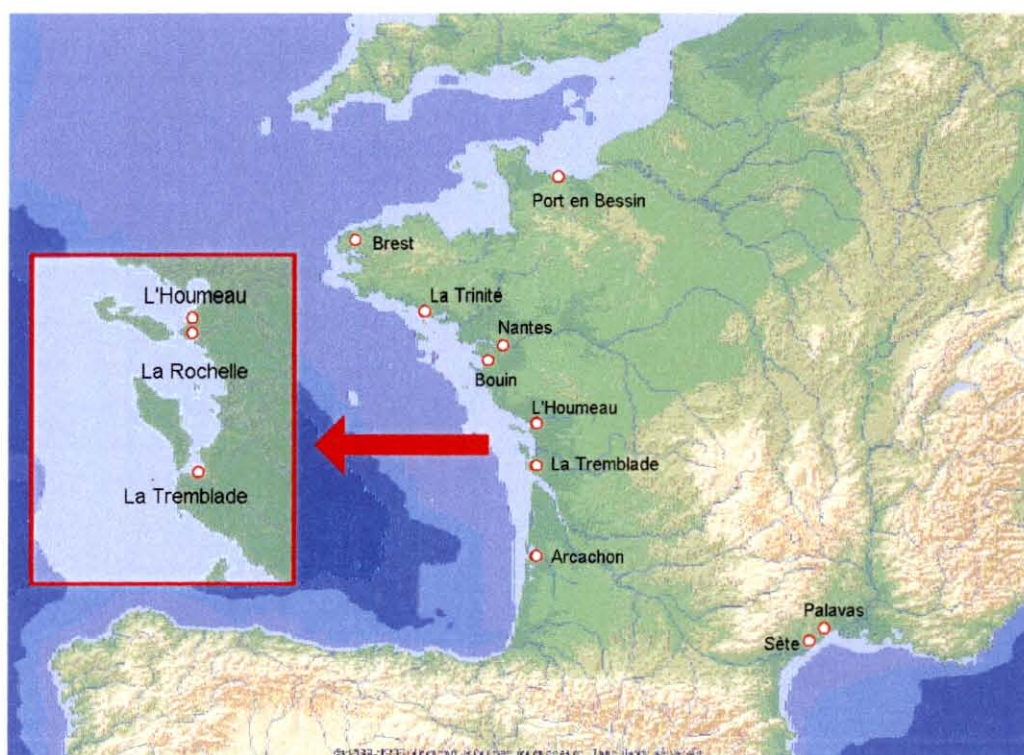 Port en Bessin
Brest
La Trinité
Nantes
Bouin
L'Houmeau
La Tremblade
Arcachon
Palavas
Sète
L'Houmeau
La Rochelle
La Tremblade